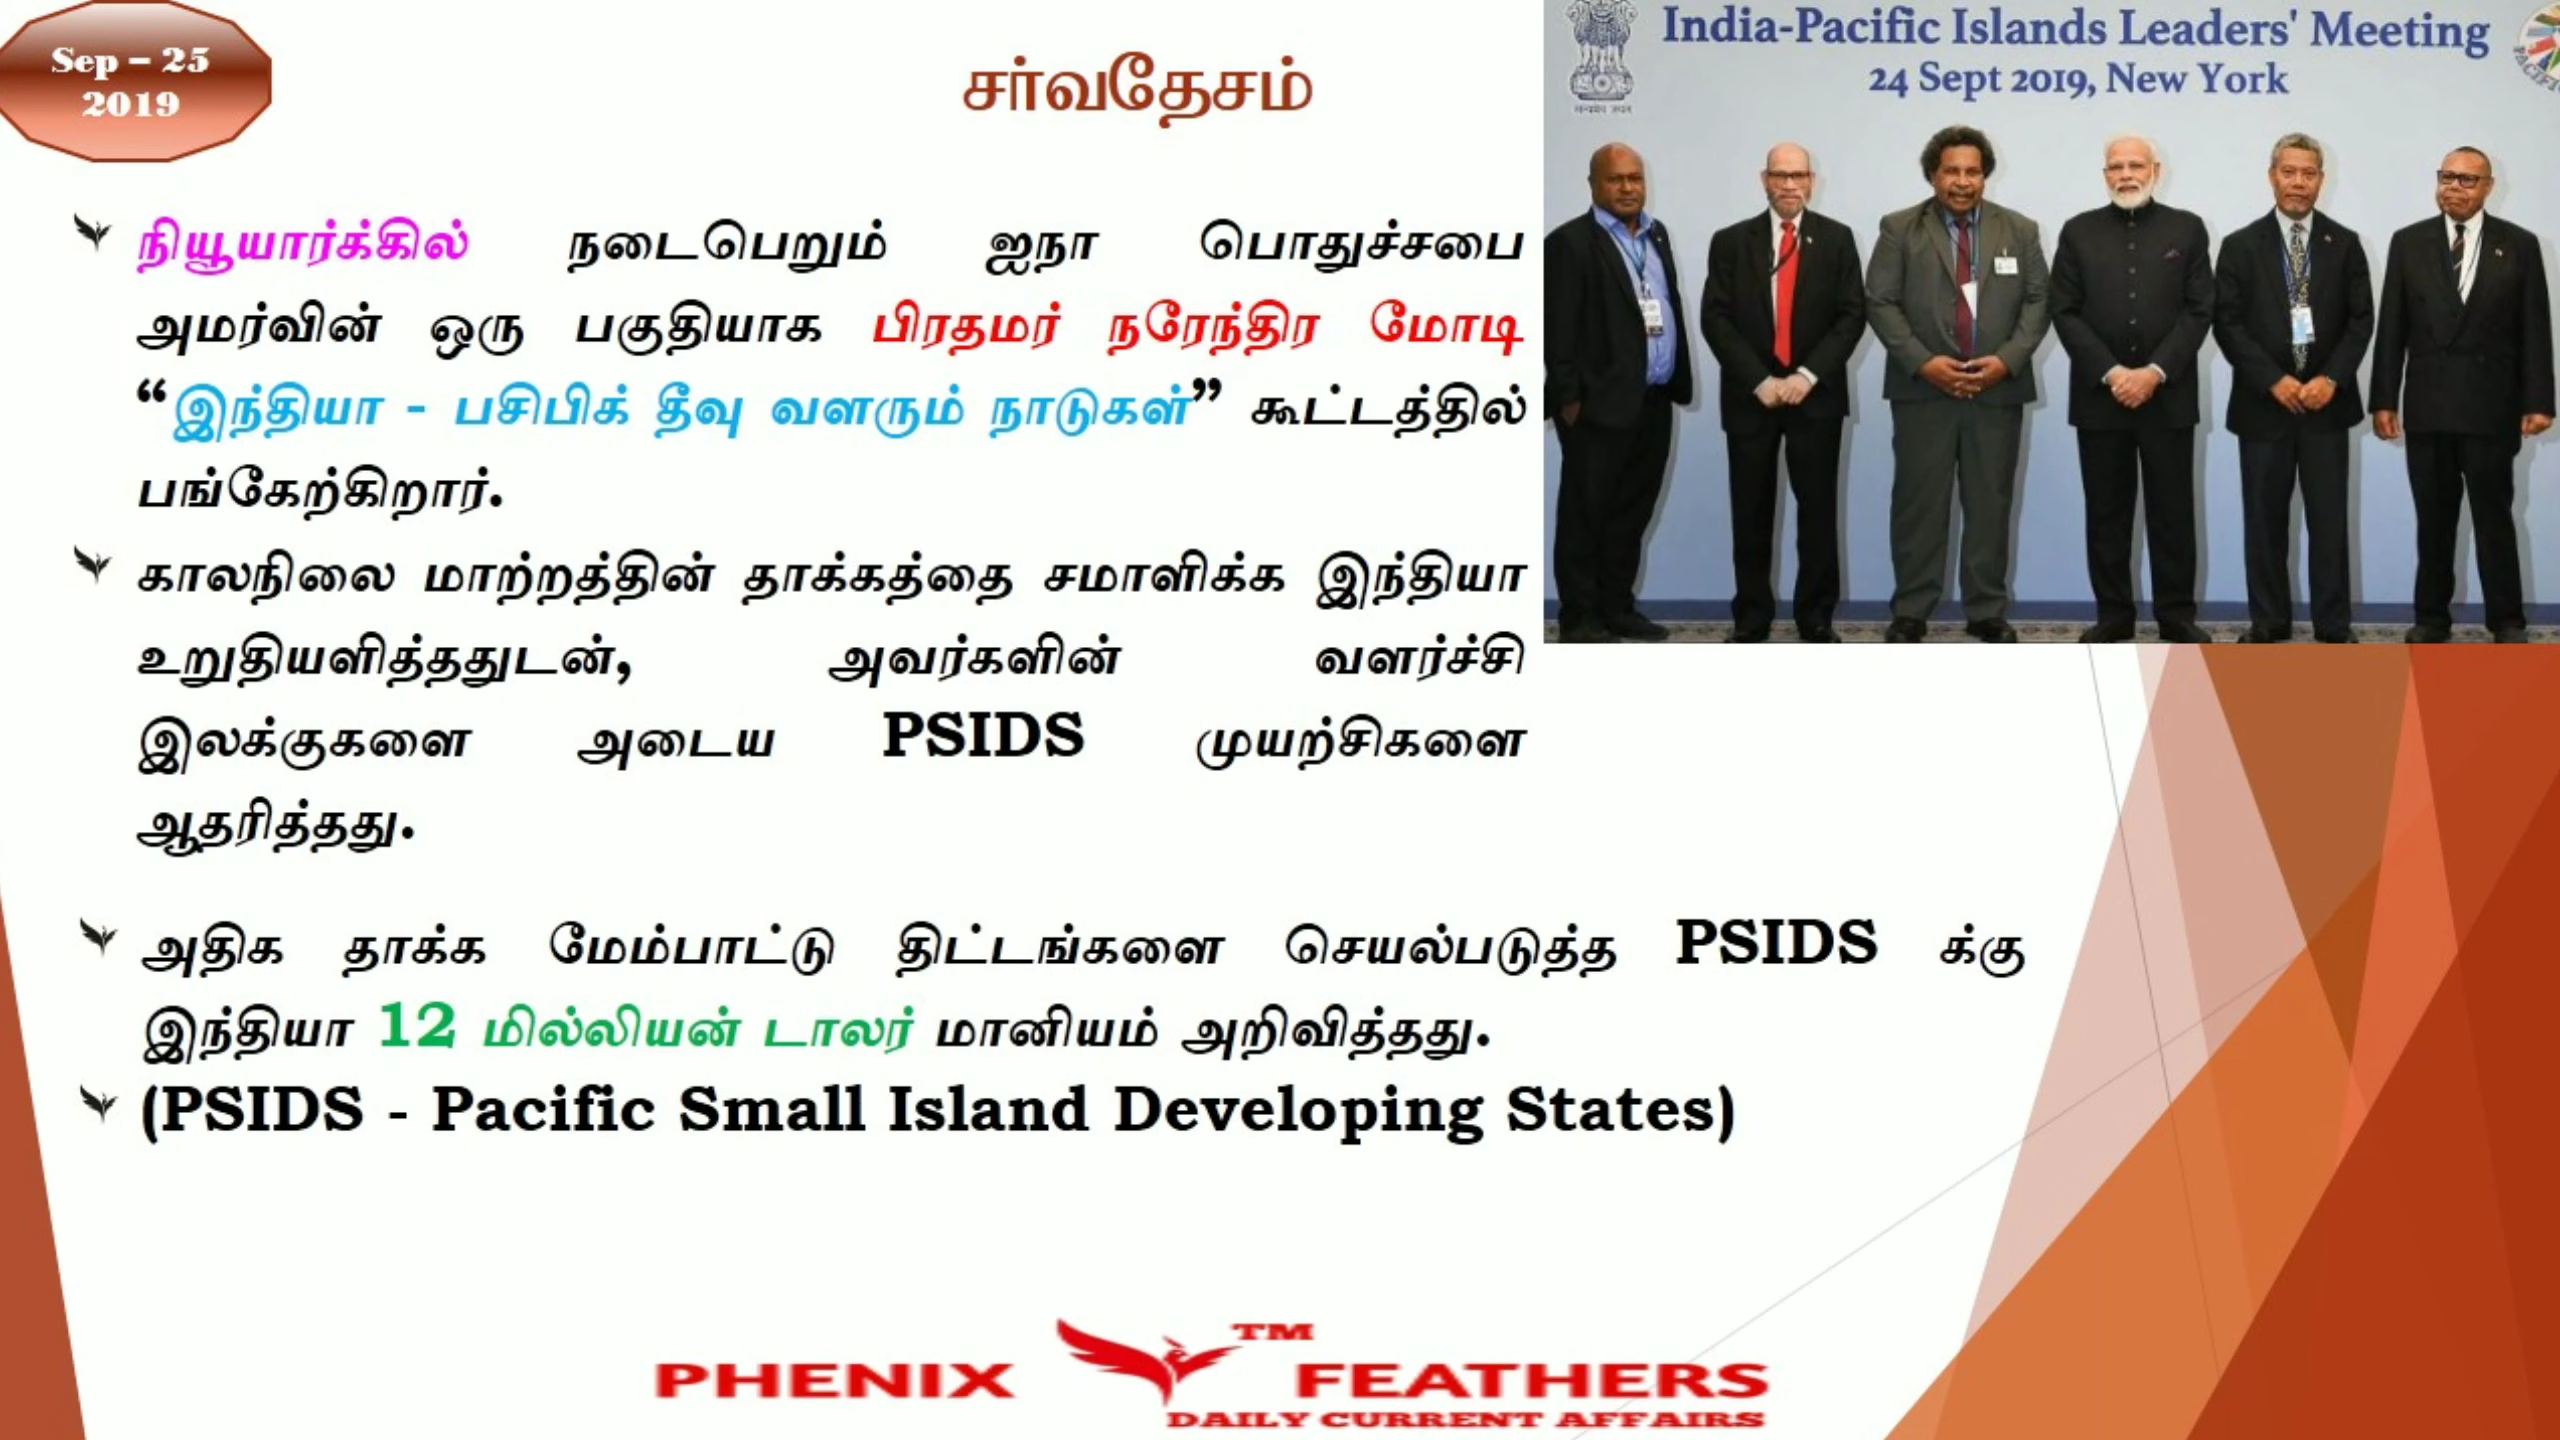 Sep – 25
2019
சர்வதேசம்
India-Pacific Islands Leaders' Meeting
24 Sept 2019, New York
நியூயார்க்கில் நடைபெறும் ஐநா பொதுச்சபை
அமர்வின் ஒரு பகுதியாக பிரதமர் நரேந்திர மோடி
“இந்தியா - பசிபிக் தீவு வளரும் நாடுகள்” கூட்டத்தில்
பங்கேற்கிறார்.
காலநிலை மாற்றத்தின் தாக்கத்தை சமாளிக்க இந்தியா
உறுதியளித்ததுடன், அவர்களின் வளர்ச்சி
இலக்குகளை அடைய PSIDS முயற்சிகளை
ஆதரித்தது.
அதிக தாக்க மேம்பாட்டு திட்டங்களை செயல்படுத்த PSIDS க்கு
இந்தியா 12 மில்லியன் டாலர் மானியம் அறிவித்தது.
(PSIDS - Pacific Small Island Developing States)
PHENIX FEATHERS TM
DAILY CURRENT AFFAIRS